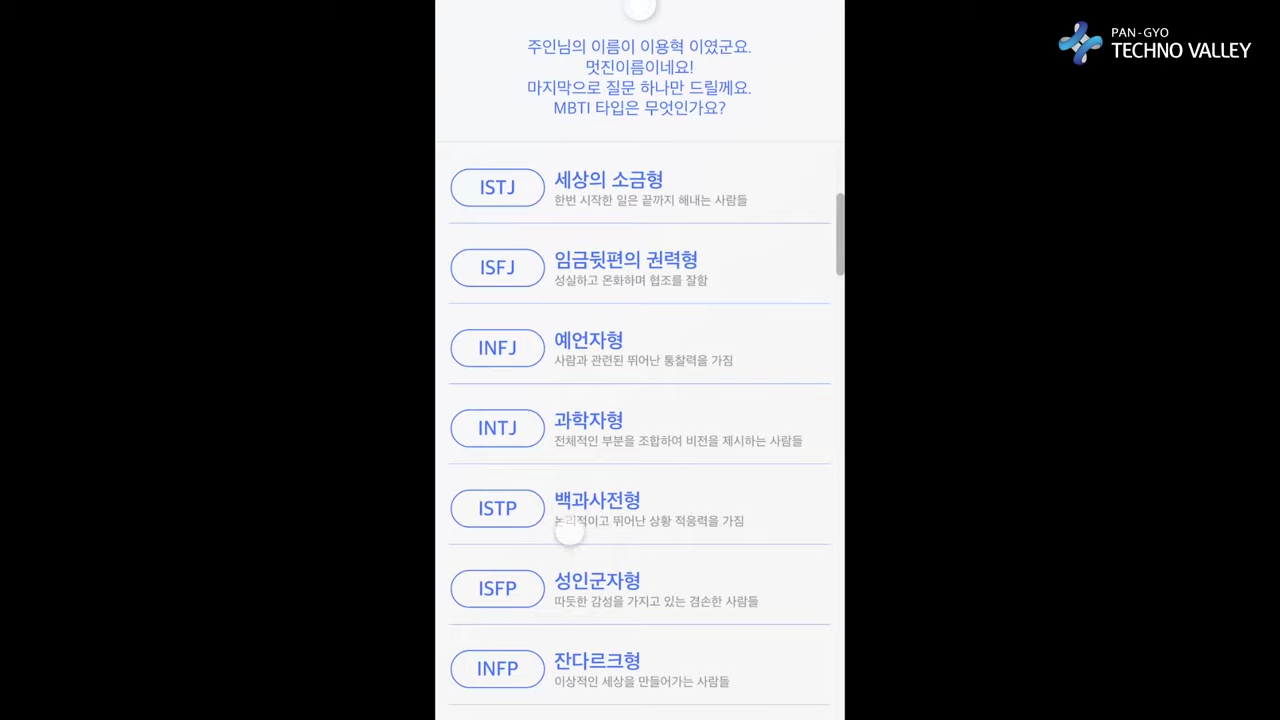 PAN-GYO
TECHNO VALLEY
주인님의 이름이 이용혁 이였군요.
멋진이름이네요!
마지막으로 질문 하나만 드릴께요.
MBTI 타입은 무엇인가요?
ISTJ
세상의 소금형
한번 시작한 일은 끝까지 해내는 사람들
ISFJ
임금뒷편의 권력형
성실하고 온화하며 협조를 잘함
INFJ
예언자형
사람과 관련된 뛰어난 통찰력을 가짐
INTJ
과학자형
전체적인 부분을 조합하여 비전을 제시하는 사람들
ISTP
백과사전형
논리적이고 뛰어난 상황 적응력을 가짐
ISFP
성인군자형
따듯한 감성을 가지고 있는 겸손한 사람들
INFP
잔다르크형
이상적인 세상을 만들어가는 사람들